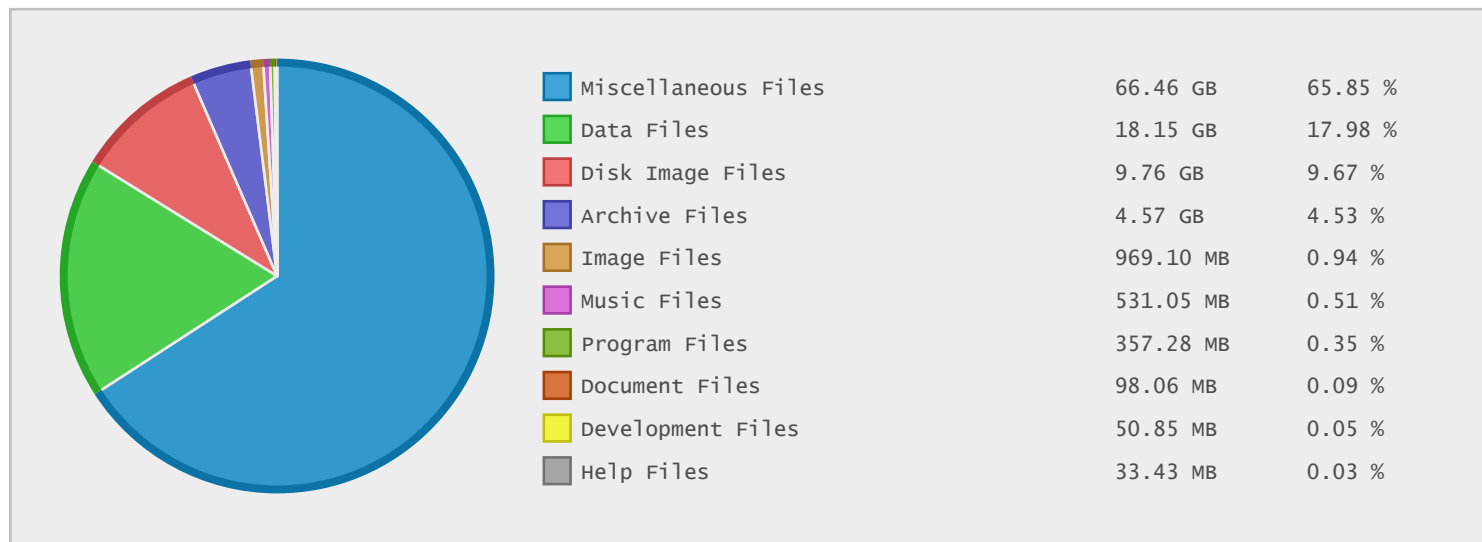 Miscellaneous Files 66.46 GB 65.85 %
Data Files 18.15 GB 17.98 %
Disk Image Files 9.76 GB 9.67 %
Archive Files 4.57 GB 4.53 %
Image Files 969.10 MB 0.94 %
Music Files 531.05 MB 0.51 %
Program Files 357.28 MB 0.35 %
Document Files 98.06 MB 0.09 %
Development Files 50.85 MB 0.05 %
Help Files 33.43 MB 0.03 %